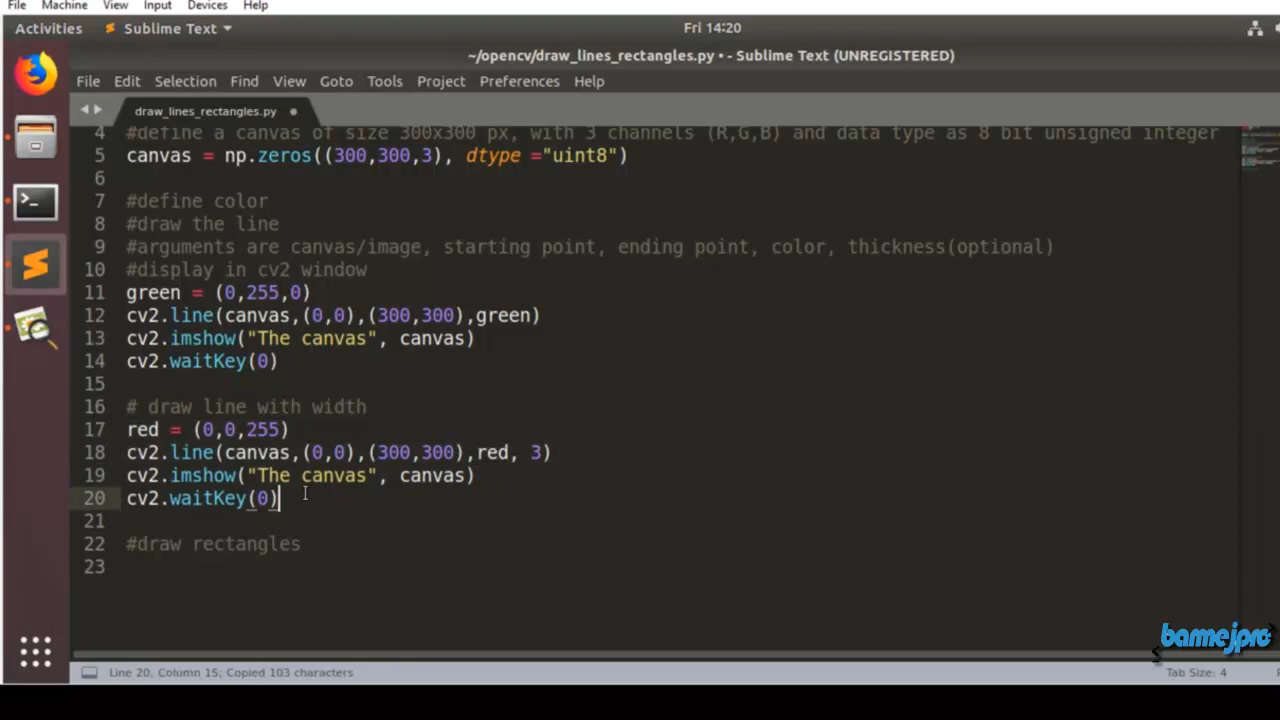 File Machine View Input Devices Help
Activities Sublime Text Fri 14:20
~/opencv/draw_lines_rectangles.py • - Sublime Text (UNREGISTERED)
File Edit Selection Find View Goto Tools Project Preferences Help
draw_lines_rectangles.py
4 #define a canvas of size 300x300 px, with 3 channels (R,G,B) and data type as 8 bit unsigned integer
5 canvas = np.zeros((300,300,3), dtype ="uint8")
6
7 #define color
8 #draw the line
9 #arguments are canvas/image, starting point, ending point, color, thickness(optional)
10 #display in cv2 window
11 green = (0,255,0)
12 cv2.line(canvas,(0,0),(300,300),green)
13 cv2.imshow("The canvas", canvas)
14 cv2.waitKey(0)
15
16 # draw line with width
17 red = (0,0,255)
18 cv2.line(canvas,(0,0),(300,300),red, 3)
19 cv2.imshow("The canvas", canvas)
20 cv2.waitKey(0)
21
22 #draw rectangles
23
barmejpro
Line 20, Column 15; Copied 103 characters Tab Size: 4